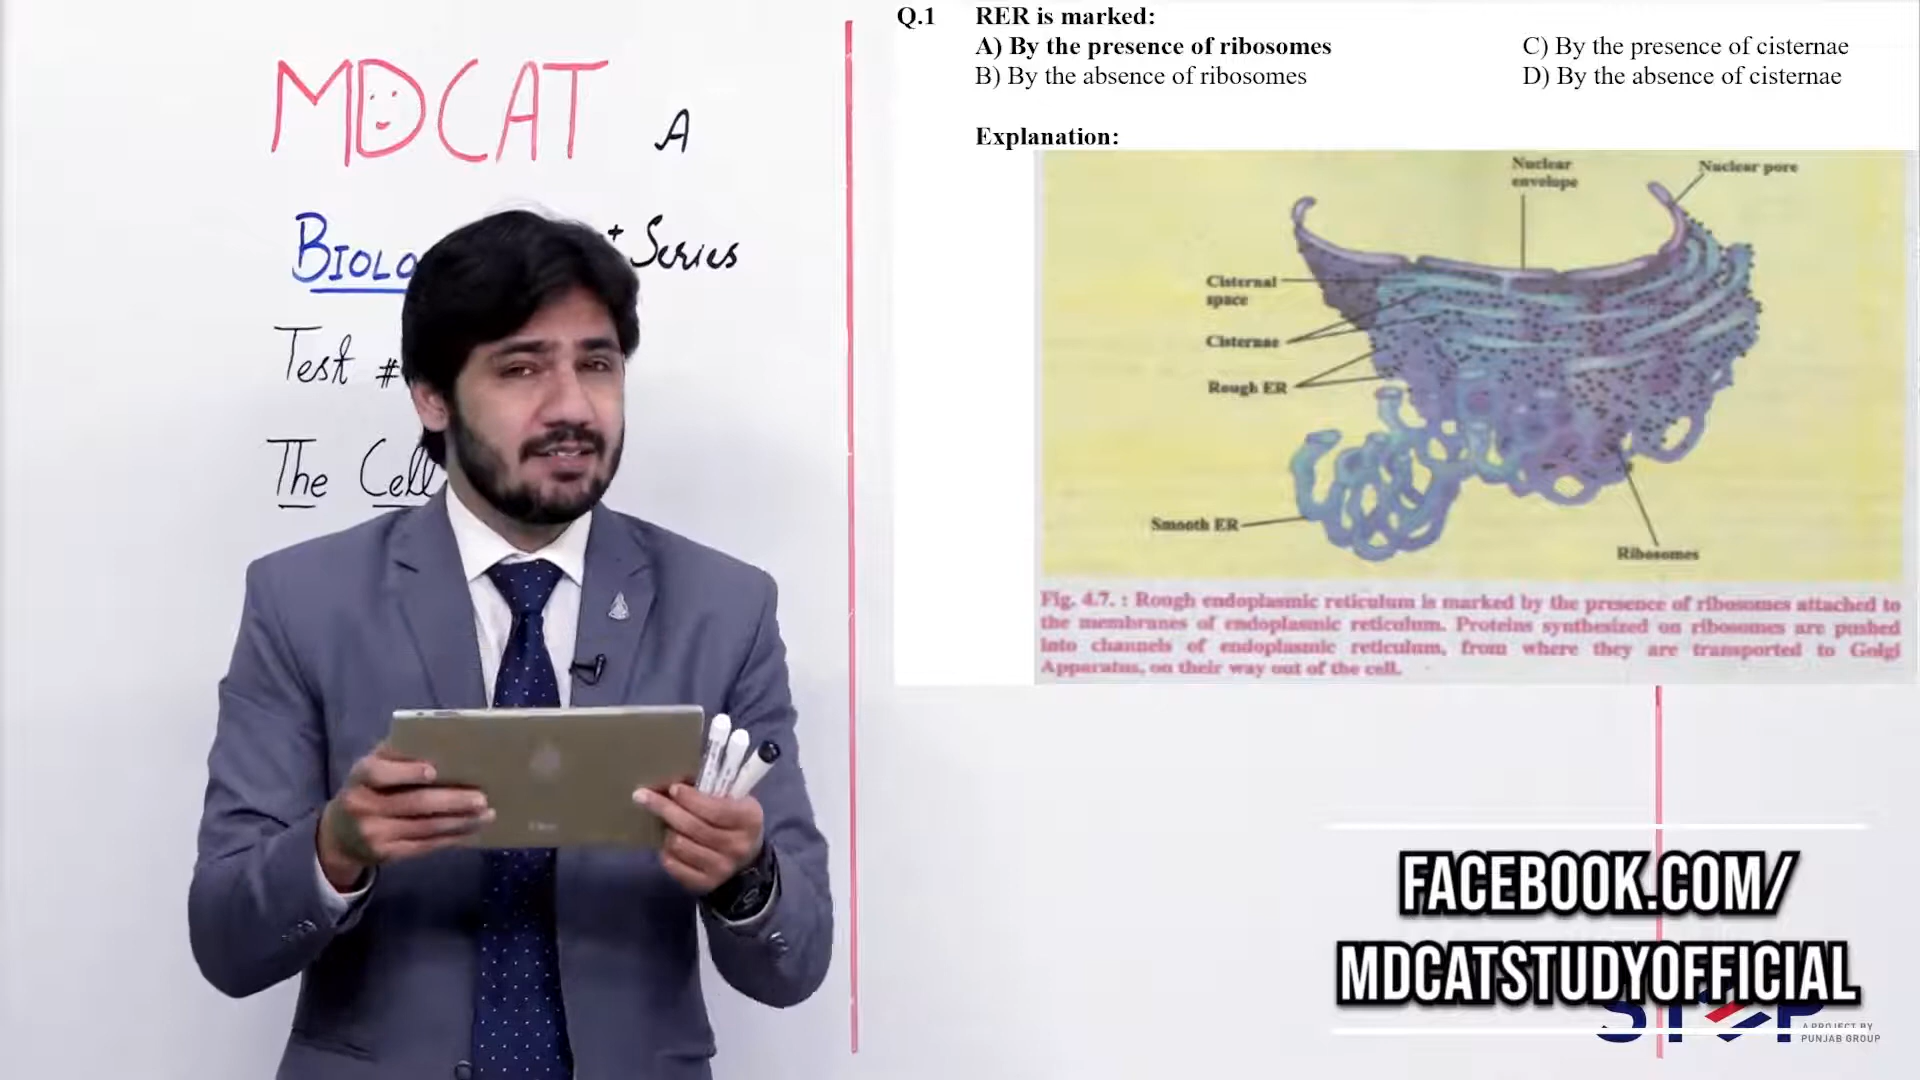 MDCAT A
BIOLO + Series
Test #
The Cell
Q.1 RER is marked:
A) By the presence of ribosomes C) By the presence of cisternae
B) By the absence of ribosomes D) By the absence of cisternae
Explanation:
Nuclear envelope
Nuclear pore
Cisternal space
Cisternae
Rough ER
Smooth ER
Ribosomes
Fig. 4.7. : Rough endoplasmic reticulum is marked by the presence of ribosomes attached to
the membranes of endoplasmic reticulum. Proteins synthesized on ribosomes are pushed
into channels of endoplasmic reticulum, from where they are transported to Golgi
Apparatus, on their way out of the cell.
FACEBOOK.COM/
MDCATSTUDYOFFICIAL
STEP
A PROJECT BY
PUNJAB GROUP